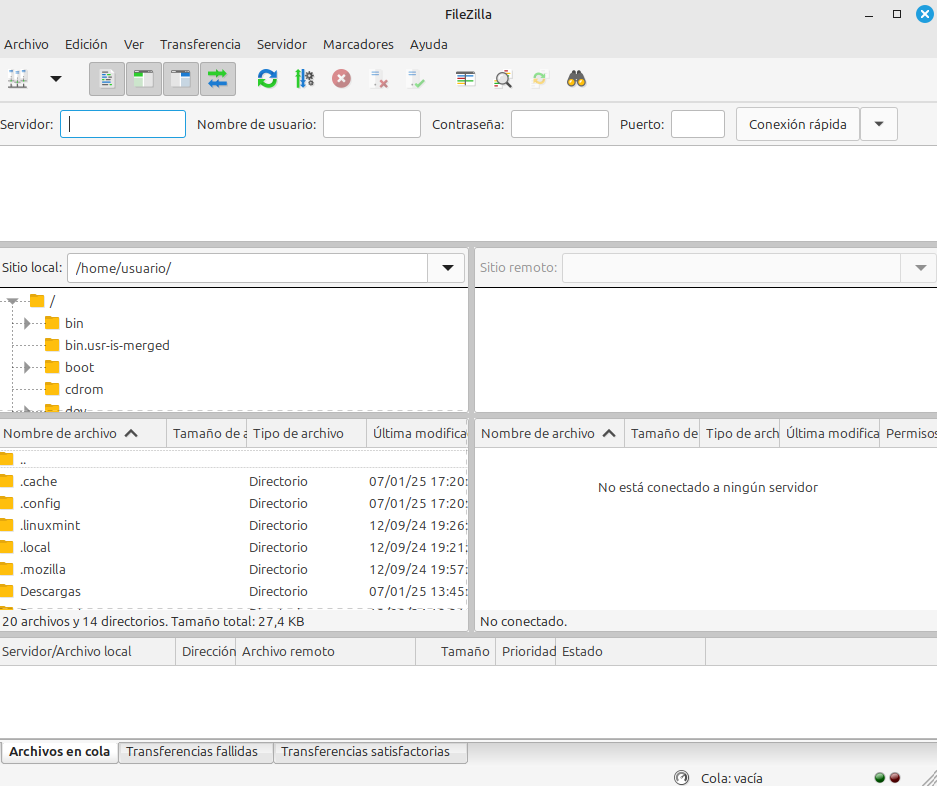 FileZilla
Archivo Edición Ver Transferencia Servidor Marcadores Ayuda
Servidor: Nombre de usuario: Contraseña: Puerto: Conexión rápida
Sitio local: /home/usuario/
Sitio remoto:
/
bin
bin.usr-is-merged
boot
cdrom
dev
Nombre de archivo Tamaño de a Tipo de archivo Última modifica
Nombre de archivo Tamaño de Tipo de arch Última modifica Permisos
..
.cache Directorio 07/01/25 17:20:
.config Directorio 07/01/25 17:20:
.linuxmint Directorio 12/09/24 19:26:
.local Directorio 12/09/24 19:21:
.mozilla Directorio 12/09/24 19:57:
Descargas Directorio 07/01/25 13:45:
No está conectado a ningún servidor
20 archivos y 14 directorios. Tamaño total: 27,4 KB
No conectado.
Servidor/Archivo local Dirección Archivo remoto Tamaño Prioridad Estado
Archivos en cola Transferencias fallidas Transferencias satisfactorias
Cola: vacía